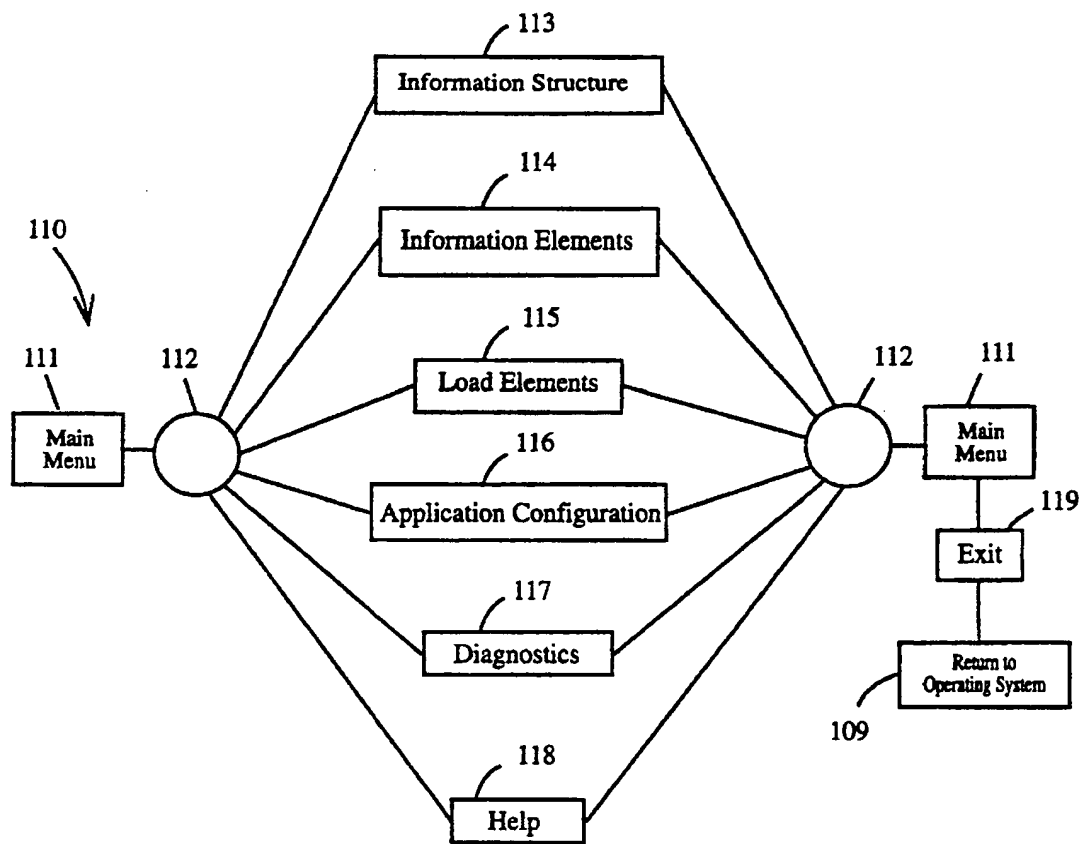 113
Information Structure
114
Information Elements
110
115
111
112
Load Elements
112
111
Main
Menu
Main
Menu
116
Application Configuration
119
Exit
117
Diagnostics
Return to
Operating System
109
118
Help